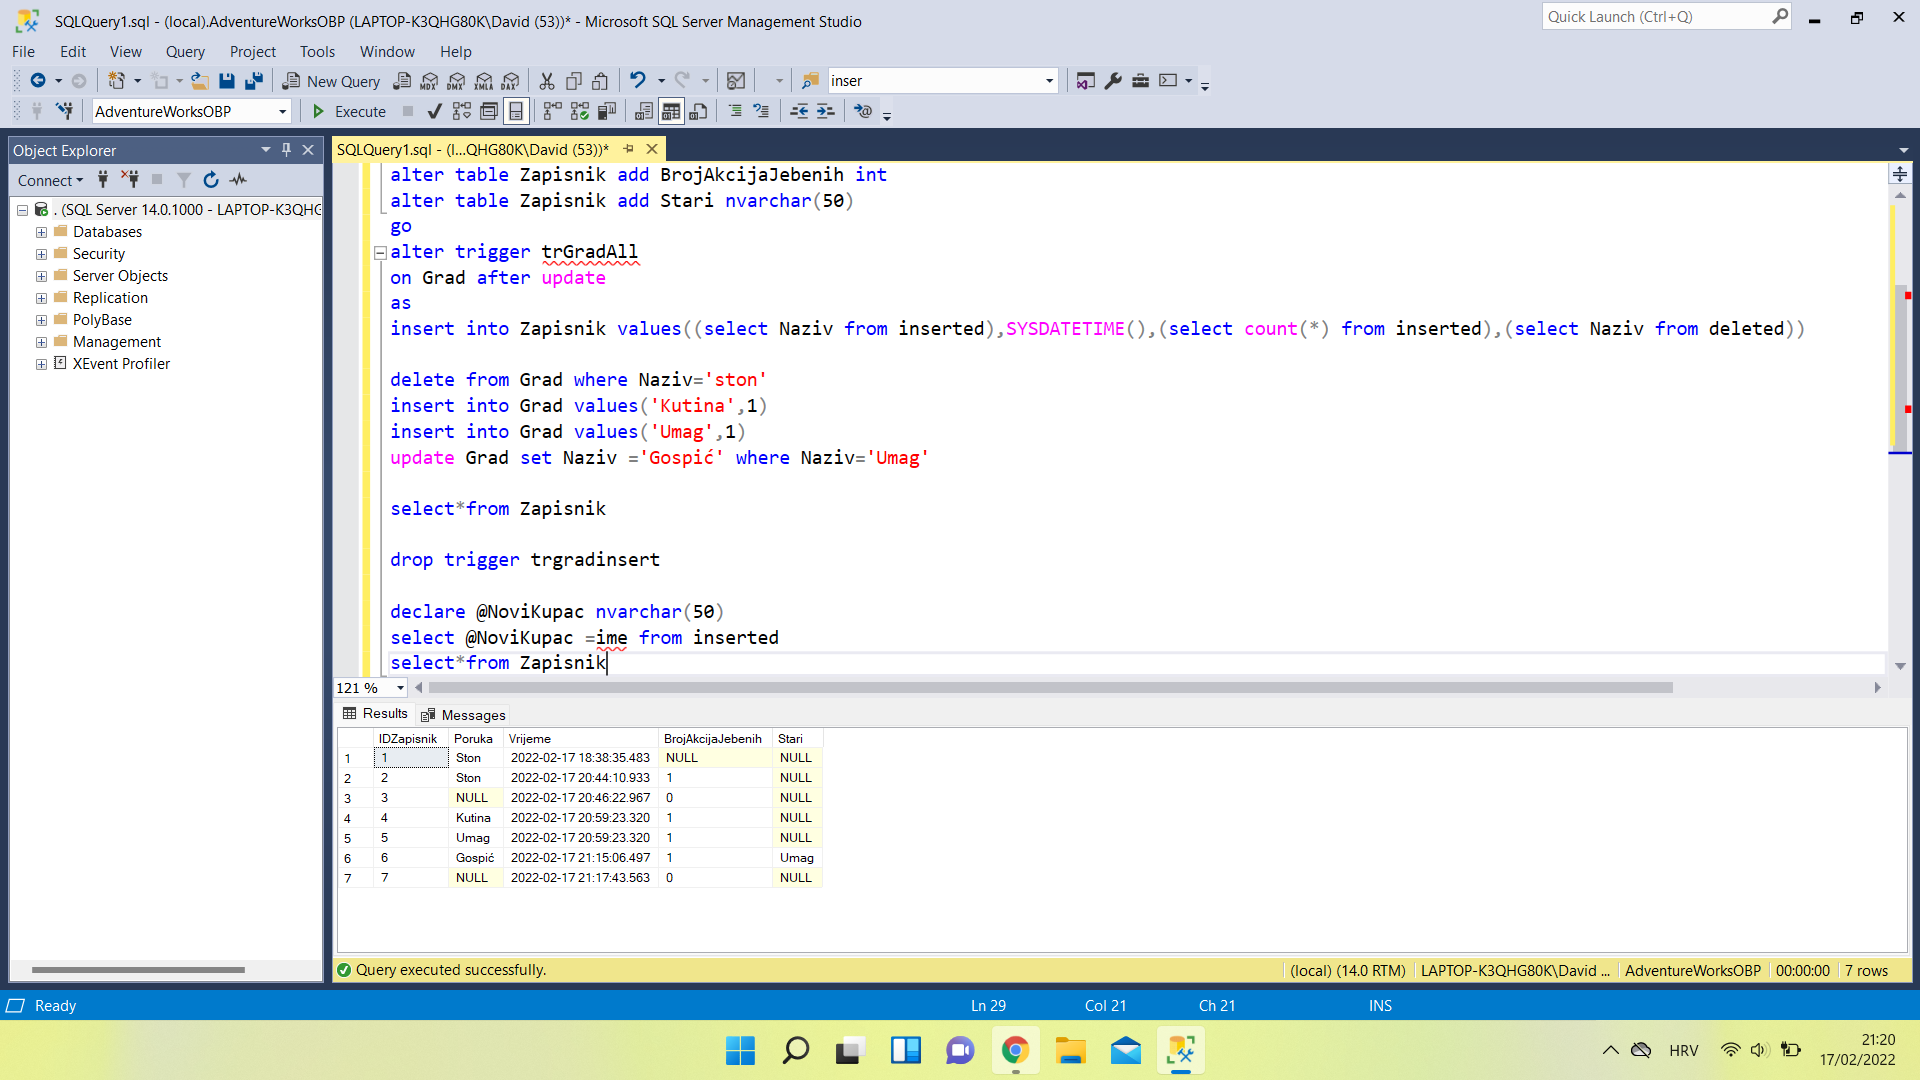 SQLQuery1.sql - (local).AdventureWorksOBP (LAPTOP-K3QHG80K\David (53))* - Microsoft SQL Server Management Studio
Quick Launch (Ctrl+Q)
File Edit View Query Project Tools Window Help
New Query MDX DMX XMLA DAX inser
AdventureWorksOBP Execute
Object Explorer
Connect
. (SQL Server 14.0.1000 - LAPTOP-K3QHG
Databases
Security
Server Objects
Replication
PolyBase
Management
XEvent Profiler
SQLQuery1.sql - (l...QHG80K\David (53))*
alter table Zapisnik add BrojAkcijaJebenih int
alter table Zapisnik add Stari nvarchar(50)
go
alter trigger trGradAll
on Grad after update
as
insert into Zapisnik values((select Naziv from inserted),SYSDATETIME(),(select count(*) from inserted),(select Naziv from deleted))
delete from Grad where Naziv='ston'
insert into Grad values('Kutina',1)
insert into Grad values('Umag',1)
update Grad set Naziv ='Gospić' where Naziv='Umag'
select*from Zapisnik
drop trigger trgradinsert
declare @NoviKupac nvarchar(50)
select @NoviKupac =ime from inserted
select*from Zapisnik
121 %
Results Messages
IDZapisnik Poruka Vrijeme BrojAkcijaJebenih Stari
1 1 Ston 2022-02-17 18:38:35.483 NULL NULL
2 2 Ston 2022-02-17 20:44:10.933 1 NULL
3 3 NULL 2022-02-17 20:46:22.967 0 NULL
4 4 Kutina 2022-02-17 20:59:23.320 1 NULL
5 5 Umag 2022-02-17 20:59:23.320 1 NULL
6 6 Gospić 2022-02-17 21:15:06.497 1 Umag
7 7 NULL 2022-02-17 21:17:43.563 0 NULL
Query executed successfully. (local) (14.0 RTM) LAPTOP-K3QHG80K\David ... AdventureWorksOBP 00:00:00 7 rows
Ready Ln 29 Col 21 Ch 21 INS
HRV
21:20
17/02/2022